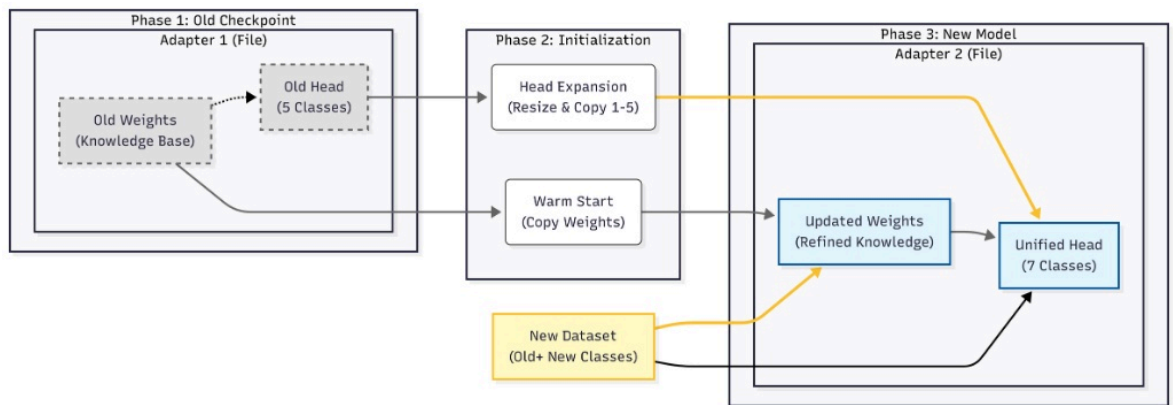 Phase 1: Old Checkpoint
Adapter 1 (File)
Old Head
(5 Classes)
Old Weights
(Knowledge Base)
Phase 2: Initialization
Head Expansion
(Resize & Copy 1-5)
Warm Start
(Copy Weights)
New Dataset
(Old+ New Classes)
Phase 3: New Model
Adapter 2 (File)
Updated Weights
(Refined Knowledge)
Unified Head
(7 Classes)